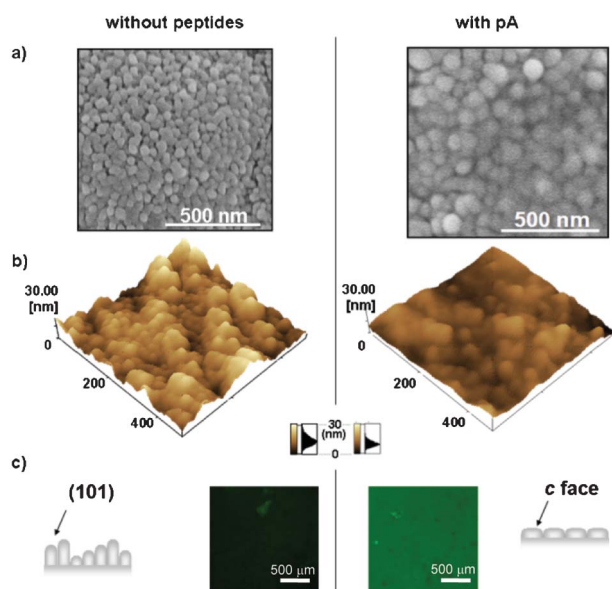 without peptides
with pA
a)
500 nm
500 nm
b)
30.00
[nm]
0
200
400
30.00
[nm]
0
200
400
30
(nm)
0
c)
(101)
c face
500 μm
500 μm